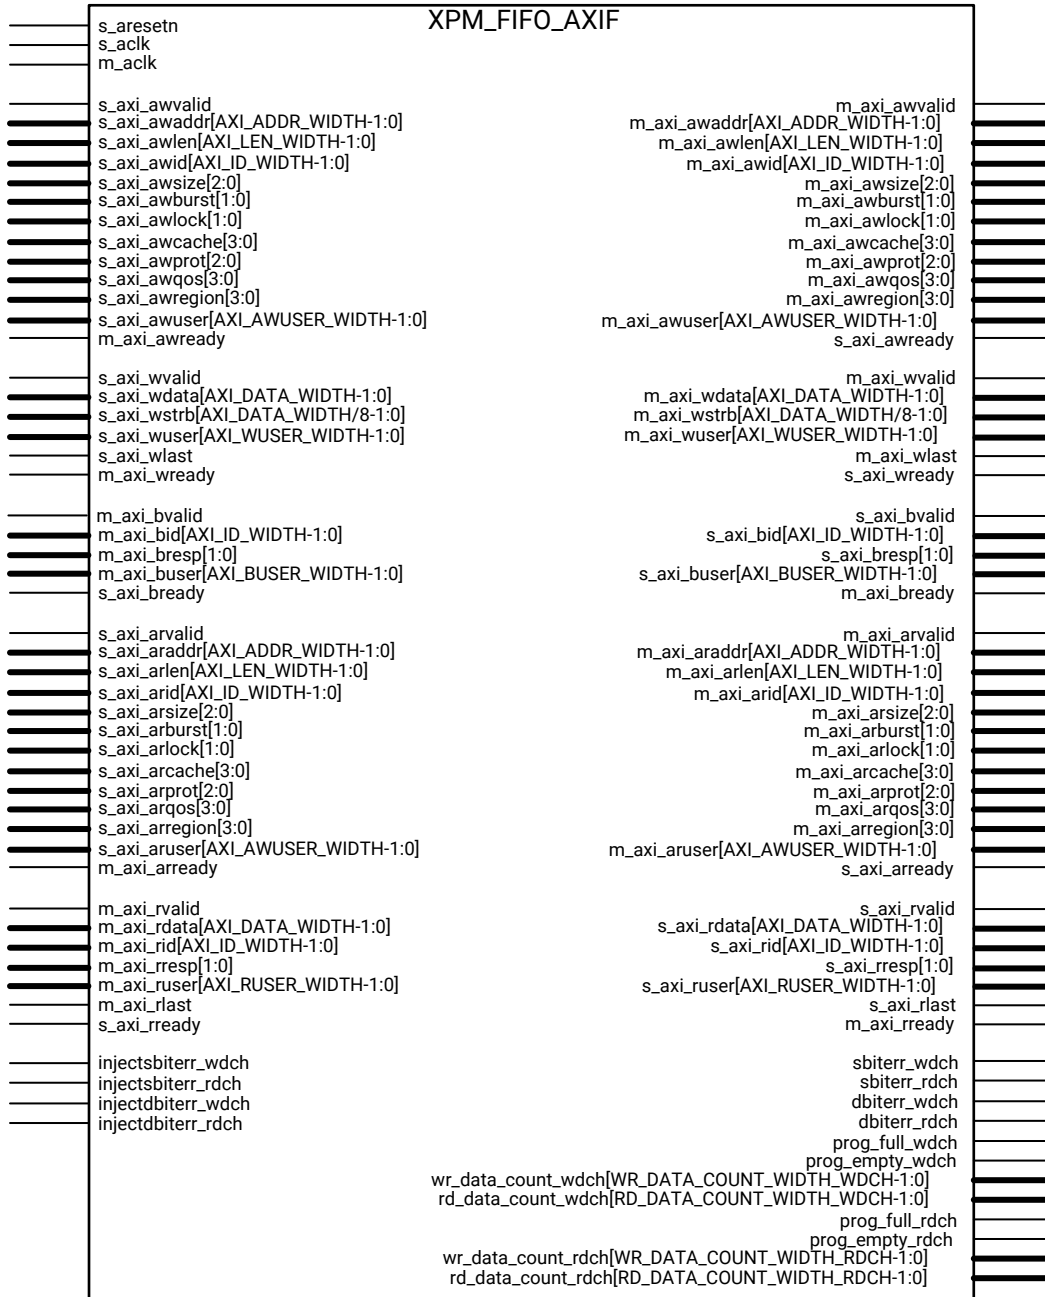 XPM_FIFO_AXIF
s_aresetn
s_aclk
m_aclk
s_axi_awvalid
s_axi_awaddr[AXI_ADDR_WIDTH-1:0]
s_axi_awlen[AXI_LEN_WIDTH-1:0]
s_axi_awid[AXI_ID_WIDTH-1:0]
s_axi_awsize[2:0]
s_axi_awburst[1:0]
s_axi_awlock[1:0]
s_axi_awcache[3:0]
s_axi_awprot[2:0]
s_axi_awqos[3:0]
s_axi_awregion[3:0]
s_axi_awuser[AXI_AWUSER_WIDTH-1:0]
m_axi_awready
s_axi_wvalid
s_axi_wdata[AXI_DATA_WIDTH-1:0]
s_axi_wstrb[AXI_DATA_WIDTH/8-1:0]
s_axi_wuser[AXI_WUSER_WIDTH-1:0]
s_axi_wlast
m_axi_wready
m_axi_bvalid
m_axi_bid[AXI_ID_WIDTH-1:0]
m_axi_bresp[1:0]
m_axi_buser[AXI_BUSER_WIDTH-1:0]
s_axi_bready
s_axi_arvalid
s_axi_araddr[AXI_ADDR_WIDTH-1:0]
s_axi_arlen[AXI_LEN_WIDTH-1:0]
s_axi_arid[AXI_ID_WIDTH-1:0]
s_axi_arsize[2:0]
s_axi_arburst[1:0]
s_axi_arlock[1:0]
s_axi_arcache[3:0]
s_axi_arprot[2:0]
s_axi_arqos[3:0]
s_axi_arregion[3:0]
s_axi_aruser[AXI_AWUSER_WIDTH-1:0]
m_axi_arready
m_axi_rvalid
m_axi_rdata[AXI_DATA_WIDTH-1:0]
m_axi_rid[AXI_ID_WIDTH-1:0]
m_axi_rresp[1:0]
m_axi_ruser[AXI_RUSER_WIDTH-1:0]
m_axi_rlast
s_axi_rready
injectsbiterr_wdch
injectsbiterr_rdch
injectdbiterr_wdch
injectdbiterr_rdch
m_axi_awvalid
m_axi_awaddr[AXI_ADDR_WIDTH-1:0]
m_axi_awlen[AXI_LEN_WIDTH-1:0]
m_axi_awid[AXI_ID_WIDTH-1:0]
m_axi_awsize[2:0]
m_axi_awburst[1:0]
m_axi_awlock[1:0]
m_axi_awcache[3:0]
m_axi_awprot[2:0]
m_axi_awqos[3:0]
m_axi_awregion[3:0]
m_axi_awuser[AXI_AWUSER_WIDTH-1:0]
s_axi_awready
m_axi_wvalid
m_axi_wdata[AXI_DATA_WIDTH-1:0]
m_axi_wstrb[AXI_DATA_WIDTH/8-1:0]
m_axi_wuser[AXI_WUSER_WIDTH-1:0]
m_axi_wlast
s_axi_wready
s_axi_bvalid
s_axi_bid[AXI_ID_WIDTH-1:0]
s_axi_bresp[1:0]
s_axi_buser[AXI_BUSER_WIDTH-1:0]
m_axi_bready
m_axi_arvalid
m_axi_araddr[AXI_ADDR_WIDTH-1:0]
m_axi_arlen[AXI_LEN_WIDTH-1:0]
m_axi_arid[AXI_ID_WIDTH-1:0]
m_axi_arsize[2:0]
m_axi_arburst[1:0]
m_axi_arlock[1:0]
m_axi_arcache[3:0]
m_axi_arprot[2:0]
m_axi_arqos[3:0]
m_axi_arregion[3:0]
m_axi_aruser[AXI_AWUSER_WIDTH-1:0]
s_axi_arready
s_axi_rvalid
s_axi_rdata[AXI_DATA_WIDTH-1:0]
s_axi_rid[AXI_ID_WIDTH-1:0]
s_axi_rresp[1:0]
s_axi_ruser[AXI_RUSER_WIDTH-1:0]
s_axi_rlast
m_axi_rready
sbiterr_wdch
sbiterr_rdch
dbiterr_wdch
dbiterr_rdch
prog_full_wdch
prog_empty_wdch
wr_data_count_wdch[WR_DATA_COUNT_WIDTH_WDCH-1:0]
rd_data_count_wdch[RD_DATA_COUNT_WIDTH_WDCH-1:0]
prog_full_rdch
prog_empty_rdch
wr_data_count_rdch[WR_DATA_COUNT_WIDTH_RDCH-1:0]
rd_data_count_rdch[RD_DATA_COUNT_WIDTH_RDCH-1:0]